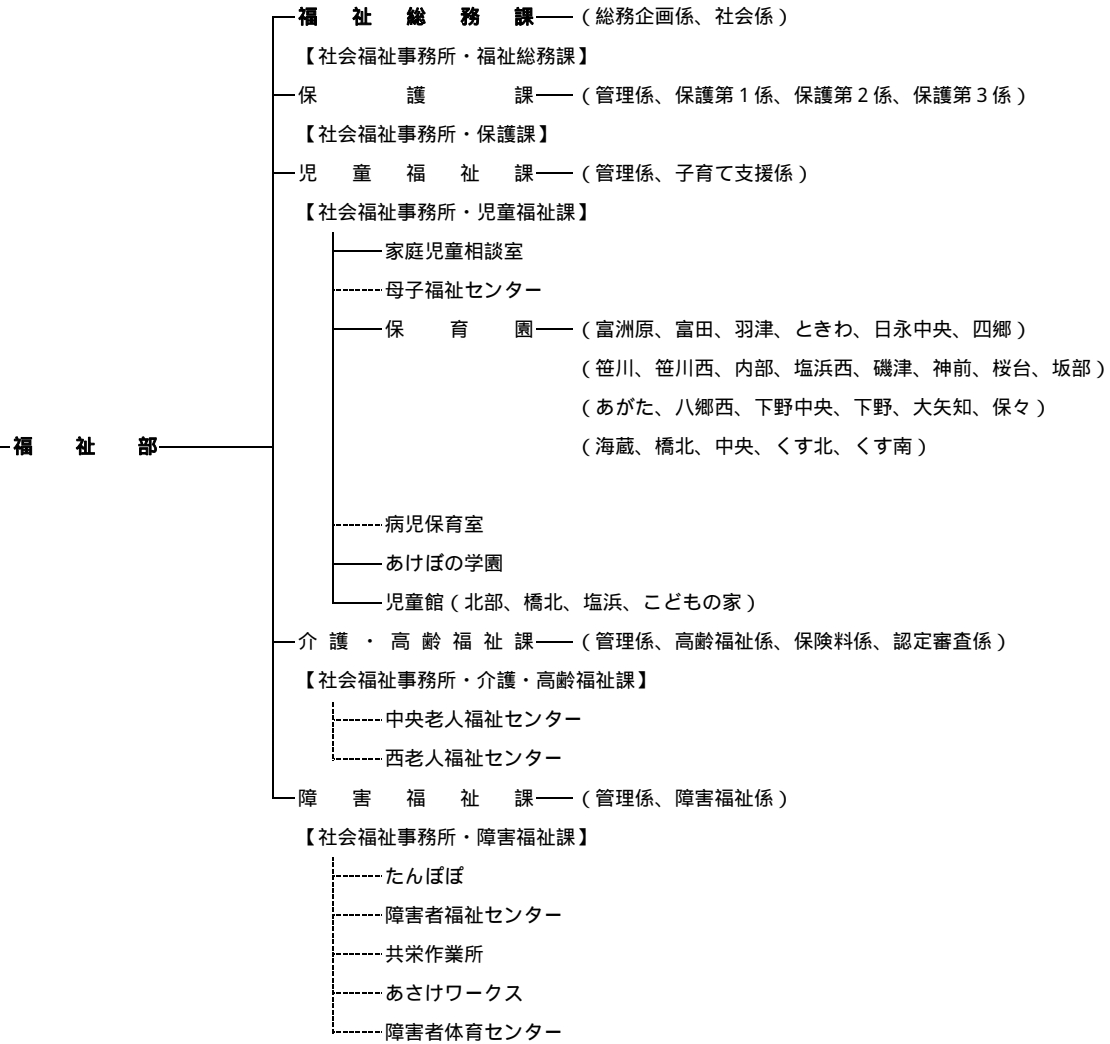 福祉総務課（総務企画係、社会係）
【社会福祉事務所・福祉総務課】
保護課（管理係、保護第１係、保護第２係、保護第３係）
【社会福祉事務所・保護課】
児童福祉課（管理係、子育て支援係）
【社会福祉事務所・児童福祉課】
家庭児童相談室
母子福祉センター
保育園（富洲原、富田、羽津、ときわ、日永中央、四郷）
（笹川、笹川西、内部、塩浜西、磯津、神前、桜台、坂部）
（あがた、八郷西、下野中央、下野、大矢知、保々）
福祉部
（海蔵、橋北、中央、くす北、くす南）
病児保育室
あけぼの学園
児童館（北部、橋北、塩浜、こどもの家）
介護・高齢福祉課（管理係、高齢福祉係、保険料係、認定審査係）
【社会福祉事務所・介護・高齢福祉課】
中央老人福祉センター
西老人福祉センター
障害福祉課（管理係、障害福祉係）
【社会福祉事務所・障害福祉課】
たんぽぽ
障害者福祉センター
共栄作業所
あさけワークス
障害者体育センター